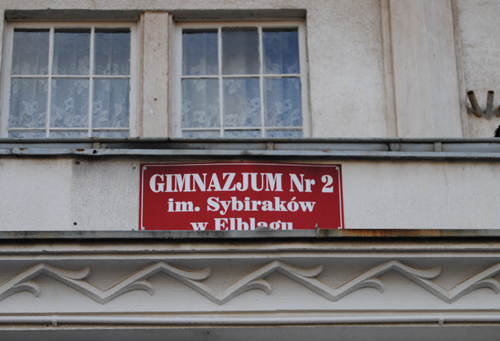 GIMNAZJUM Nr 2
im. Sybiraków
w Elblągu